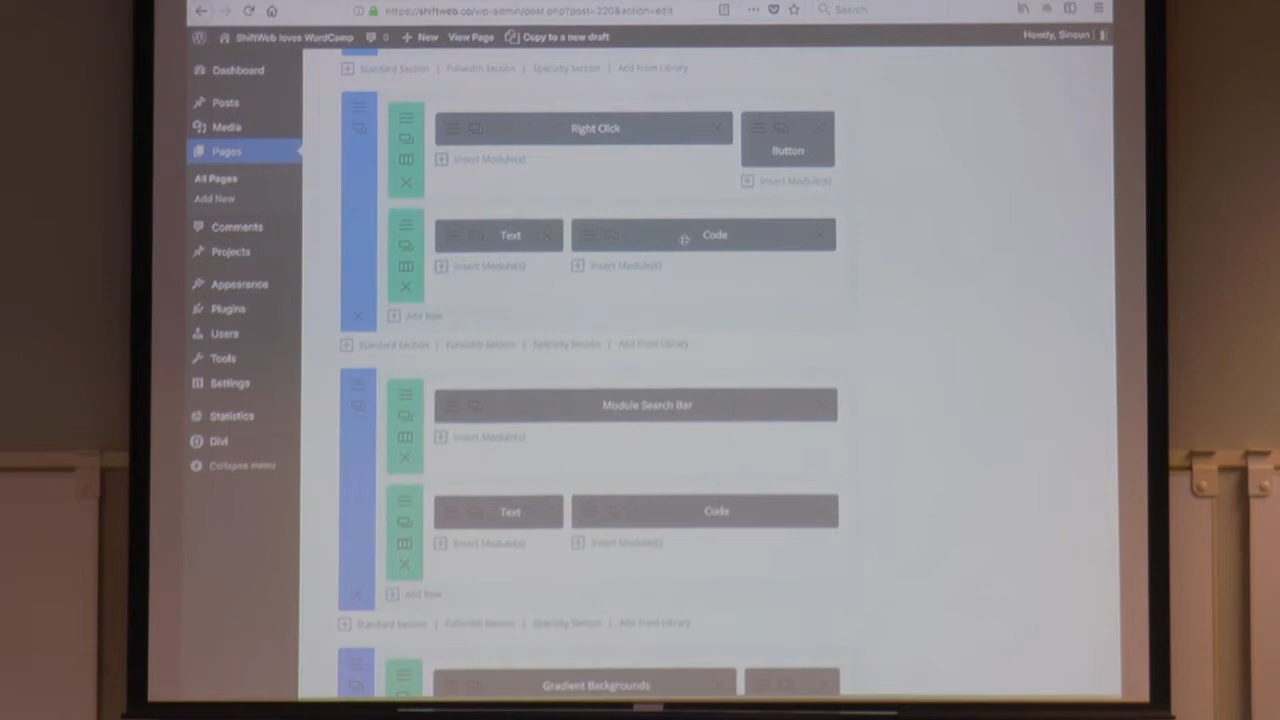 https://shiftweb.co/wp-admin/post.php?post=220&action=edit
Search
ShiftWeb loves WordCamp 0 New View Page Copy to a new draft Howdy, Sinoun
Dashboard
Posts
Media
Pages
All Pages
Add New
Comments
Projects
Appearance
Plugins
Users
Tools
Settings
Statistics
Divi
Collapse menu
Standard Section | Fullwidth Section | Specialty Section | Add From Library
Right Click
Button
Insert Module(s)
Insert Module(s)
Text Code
Insert Module(s) Insert Module(s)
Add Row
Standard Section | Fullwidth Section | Specialty Section | Add From Library
Module Search Bar
Insert Module(s)
Text Code
Insert Module(s) Insert Module(s)
Add Row
Standard Section | Fullwidth Section | Specialty Section | Add From Library
Gradient Backgrounds